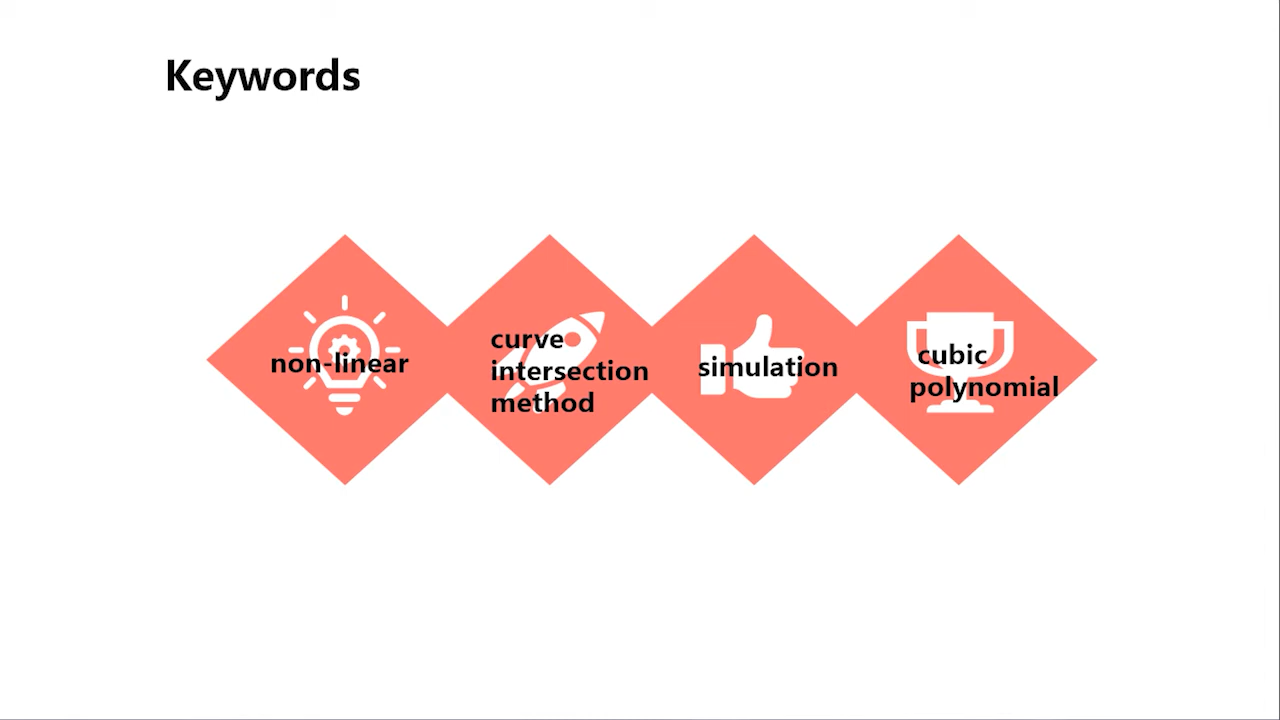 Keywords
non-linear
curve
intersection
method
simulation
cubic
polynomial